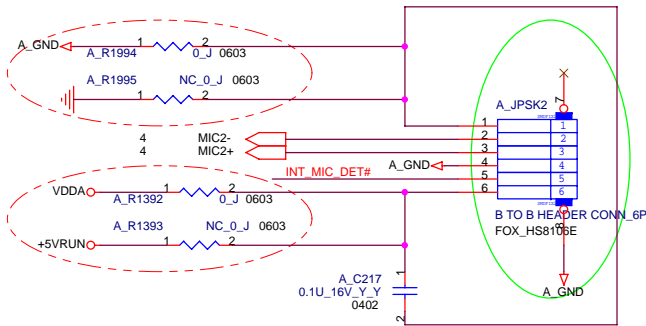 A_GND
A_R1994
1
2
0_J 0603
A_R1995
1
2
NC_0_J 0603
4 MIC2-
4 MIC2+
A_GND
INT_MIC_DET#
VDDA
A_R1392
1
2
0_J 0603
A_R1393
+5VRUN
1
2
NC_0_J 0603
A_C217
0.1U_16V_Y_Y
0402
1
2
A_JPSK2
7
1 1
2 2
3 3
4 4
5 5
6 6
8
B TO B HEADER CONN_6P
FOX_HS8106E
A_GND